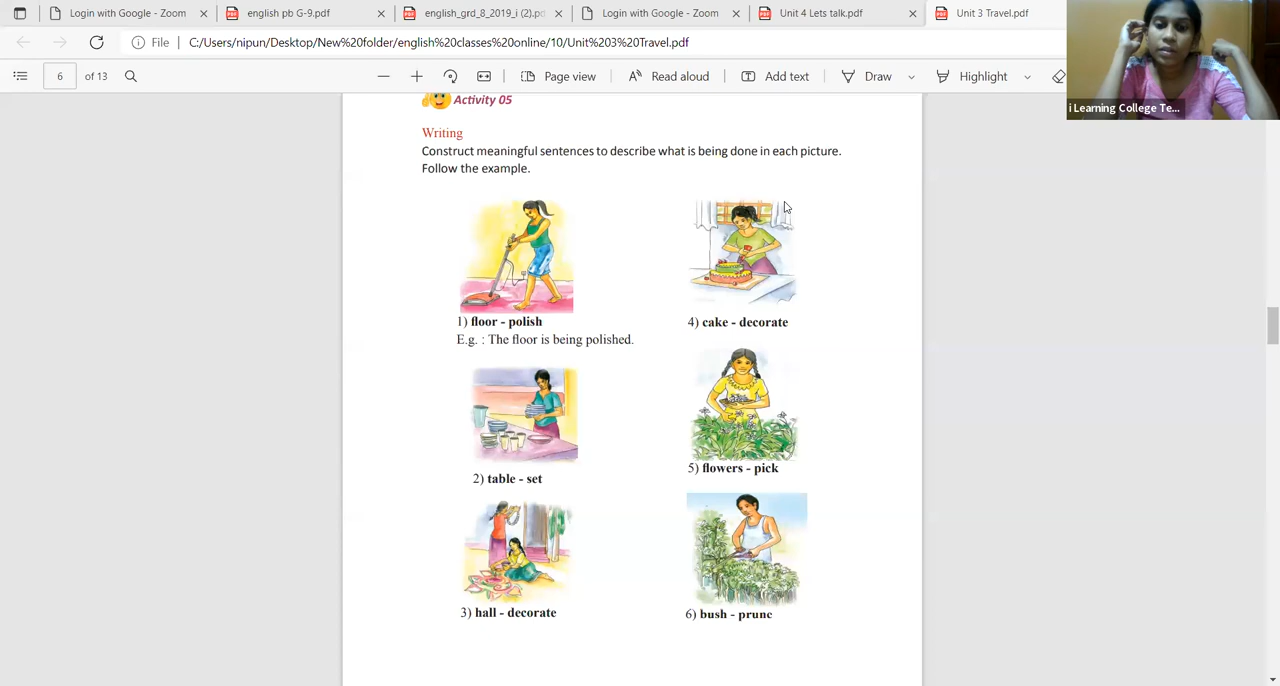 Login with Google - Zoom
english pb G-9.pdf
english_grd_8_2019_i (2).pd
Login with Google - Zoom
Unit 4 Lets talk.pdf
Unit 3 Travel.pdf
File C:/Users/nipun/Desktop/New%20folder/english%20classes%20online/10/Unit%203%20Travel.pdf
6 of 13 Page view Read aloud Add text Draw Highlight
i Learning College Te...
Activity 05
Writing
Construct meaningful sentences to describe what is being done in each picture.
Follow the example.
1) floor - polish
E.g. : The floor is being polished.
2) table - set
3) hall - decorate
4) cake - decorate
5) flowers - pick
6) bush - prune